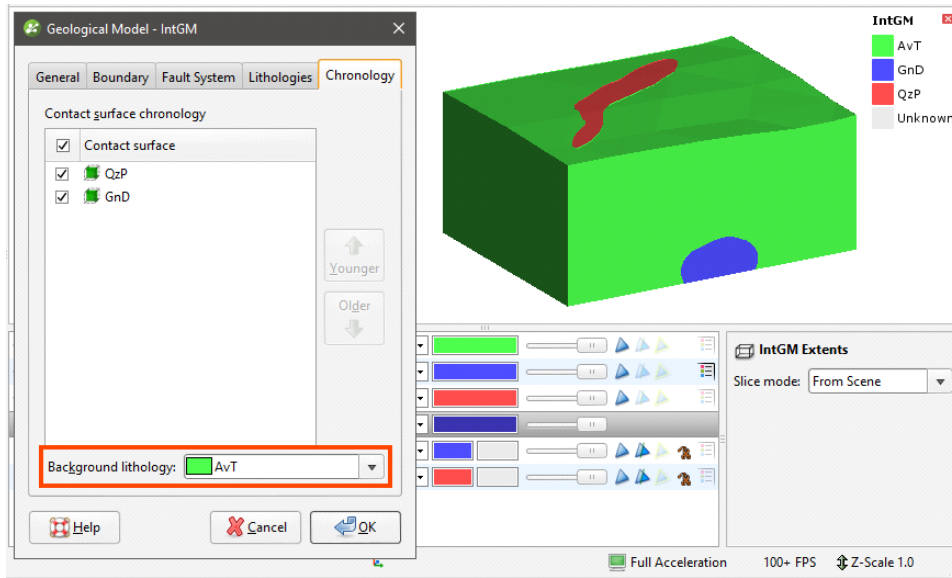 Geological Model - IntGM
General Boundary Fault System Lithologies Chronology
Contact surface chronology
Contact surface
QzP
GnD
Younger
Older
Background lithology: AvT
Help Cancel OK
IntGM
AvT
GnD
QzP
Unknown
IntGM Extents
Slice mode: From Scene
Full Acceleration 100+ FPS Z-Scale 1.0